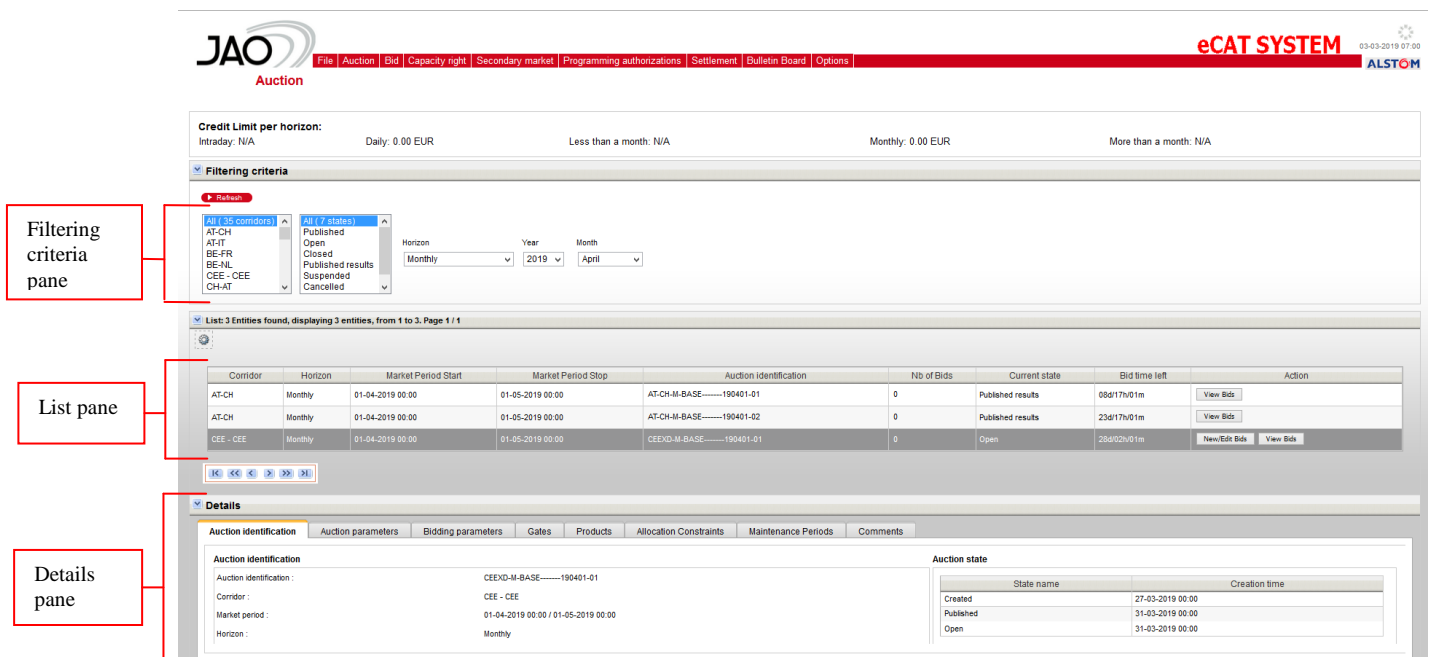 JAO
eCAT SYSTEM
03-03-2019 07:00
File Auction Bid Capacity right Secondary market Programming authorizations Settlement Bulletin Board Options
ALSTOM
Auction
Credit Limit per horizon:
Intraday: N/A Daily: 0.00 EUR Less than a month: N/A Monthly: 0.00 EUR More than a month: N/A
Filtering criteria
Refresh
Filtering
criteria
pane
All ( 35 corridors) All ( 7 states)
AT-CH Published
AT-IT Open Horizon Year Month
BE-FR Closed Monthly 2019 April
BE-NL Published results
CEE - CEE Suspended
CH-AT Cancelled
List: 3 Entities found, displaying 3 entities, from 1 to 3. Page 1 / 1
List pane
Corridor Horizon Market Period Start Market Period Stop Auction identification Nb of Bids Current state Bid time left Action
AT-CH Monthly 01-04-2019 00:00 01-05-2019 00:00 AT-CH-M-BASE-------190401-01 0 Published results 08d/17h/01m View Bids
AT-CH Monthly 01-04-2019 00:00 01-05-2019 00:00 AT-CH-M-BASE-------190401-02 0 Published results 23d/17h/01m View Bids
CEE - CEE Monthly 01-04-2019 00:00 01-05-2019 00:00 CEEXD-M-BASE-------190401-01 0 Open 28d/02h/01m New/Edit Bids View Bids
Details
Details
pane
Auction identification Auction parameters Bidding parameters Gates Products Allocation Constraints Maintenance Periods Comments
Auction identification Auction state
Auction identification : CEEXD-M-BASE-------190401-01
Corridor : CEE - CEE
Market period : 01-04-2019 00:00 / 01-05-2019 00:00
Horizon : Monthly
State name Creation time
Created 27-03-2019 00:00
Published 31-03-2019 00:00
Open 31-03-2019 00:00